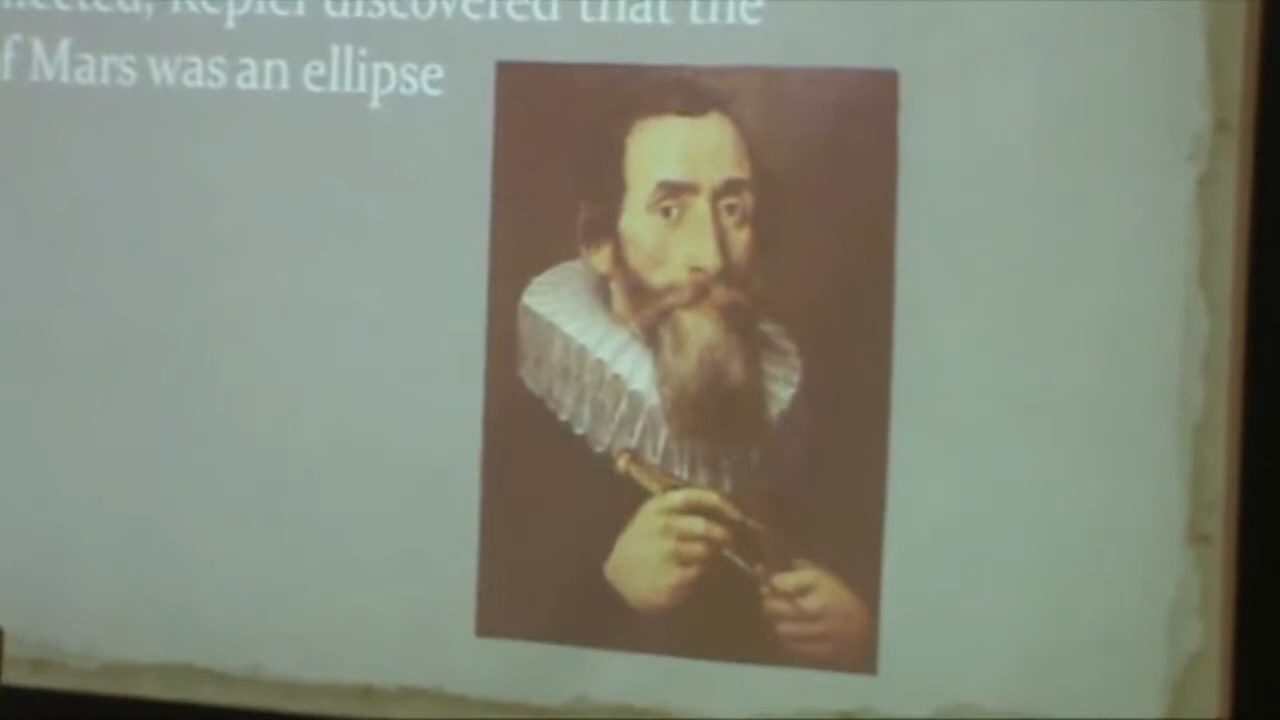 Kepler discovered that the
f Mars was an ellipse